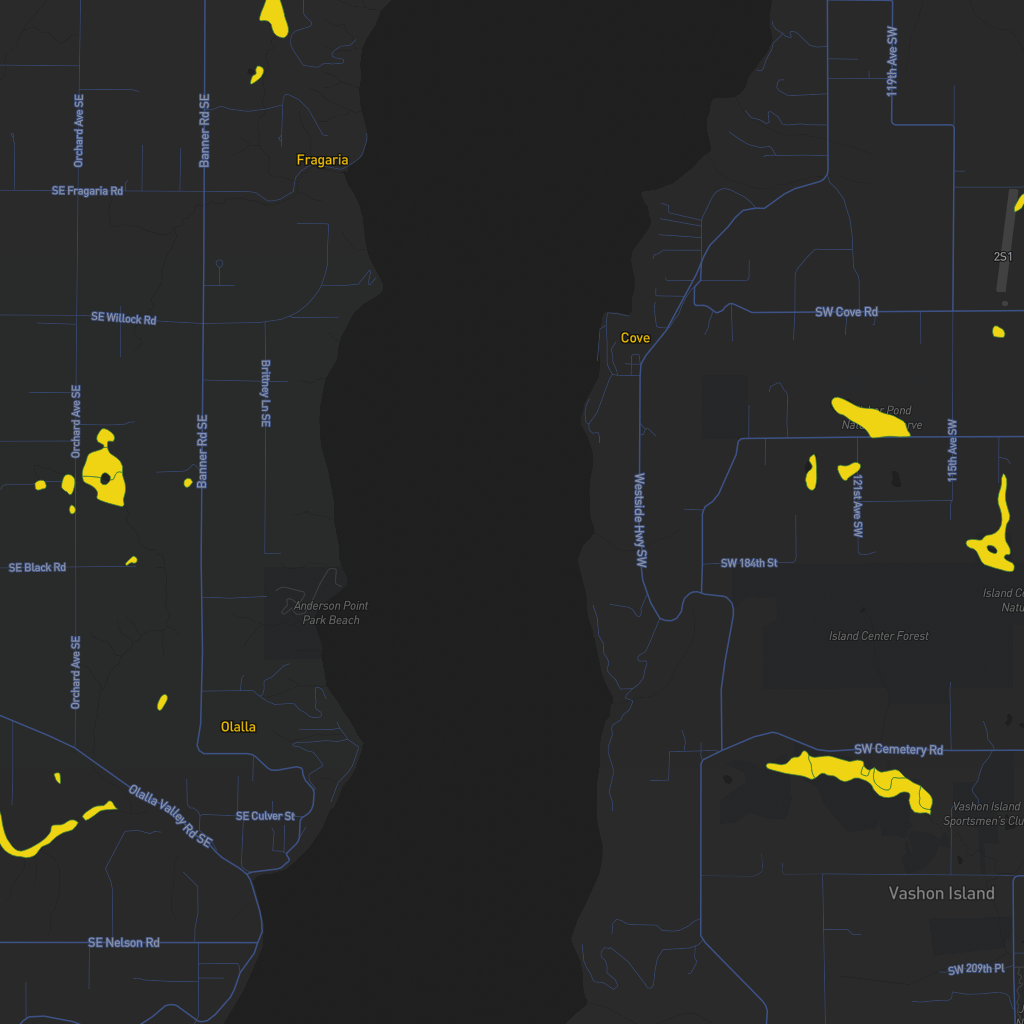 119th Ave SW
Orchard Ave SE
Banner Rd SE
Fragaria
SE Fragaria Rd
2S1
SE Willock Rd
SW Cove Rd
Cove
Brittney Ln SE
Orchard Ave SE
Pond
Banner Rd SE
115th Ave SW
121st Ave SW
Westside Hwy SW
SE Black Rd
SW 184th St
Anderson Point
Park Beach
Island
Island Center Forest
Orchard Ave SE
Olalla
SW Cemetery Rd
Olalla Valley Rd SE
SE Culver St
Vashon Island
Sportsmen's
Vashon Island
SE Nelson Rd
SW 209th Pl